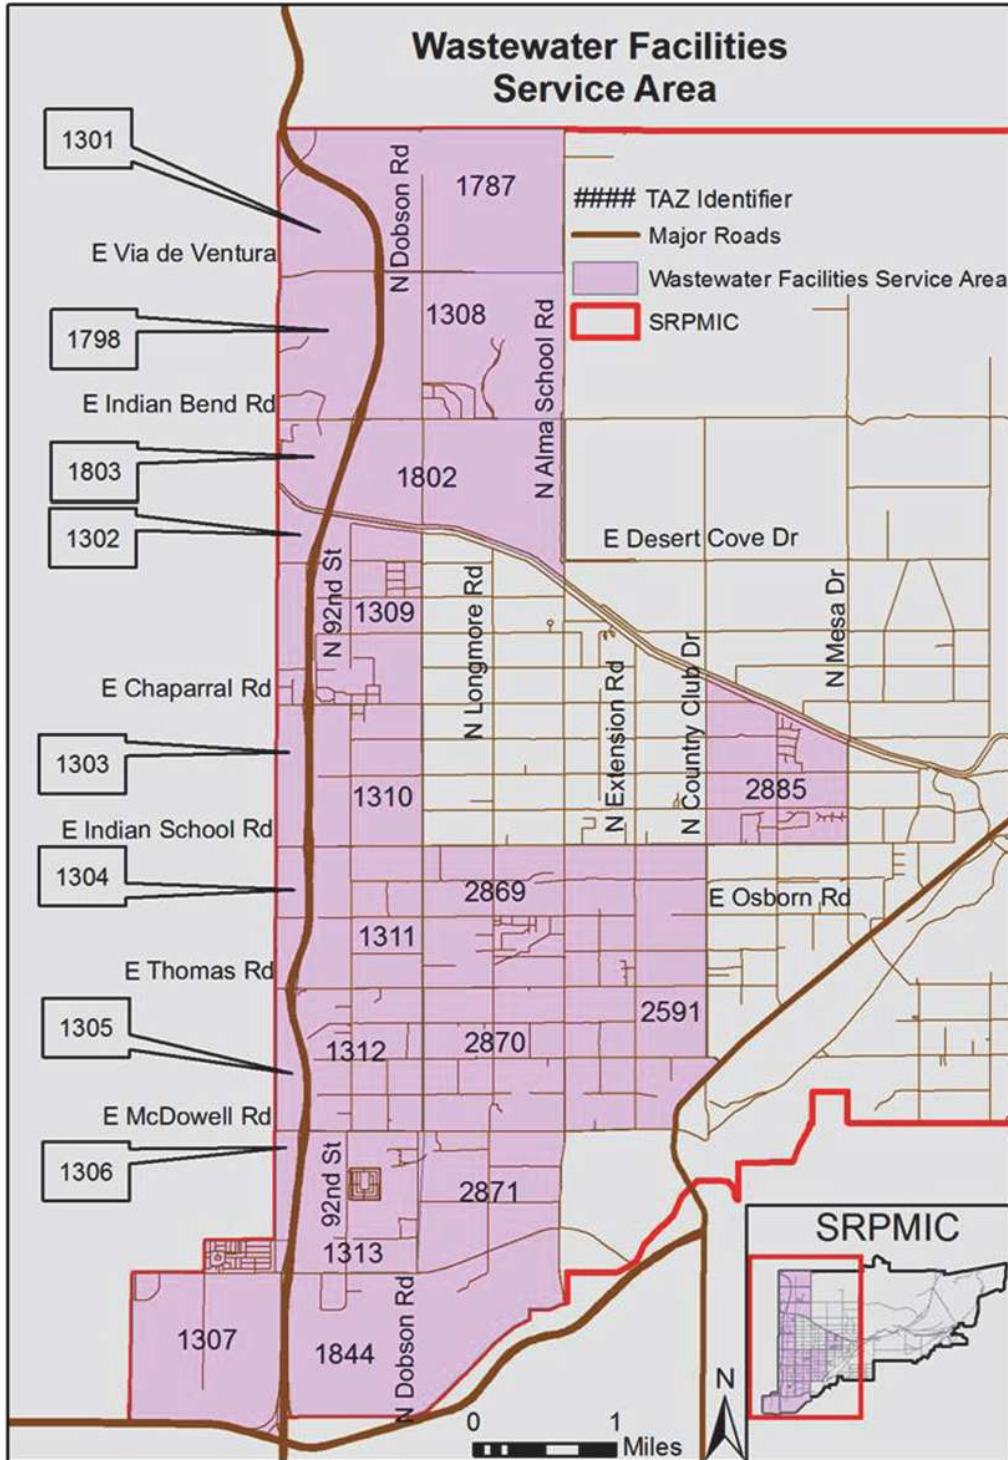 Wastewater Facilities
Service Area
1301
N Dobson Rd
1787
#### TAZ Identifier
Major Roads
Wastewater Facilities Service Area
SRPMIC
E Via de Ventura
1798
1308
N Alma School Rd
E Indian Bend Rd
1803
1802
1302
E Desert Cove Dr
N 92nd St
1309
N Longmore Rd
N Mesa Dr
E Chaparral Rd
N Extension Rd
N Country Club Dr
1303
1310
2885
E Indian School Rd
1304
2869
E Osborn Rd
1311
E Thomas Rd
1305
1312
2870
2591
E McDowell Rd
1306
92nd St
2871
1313
SRPMIC
1307
1844
N Dobson Rd
N
0 1
Miles